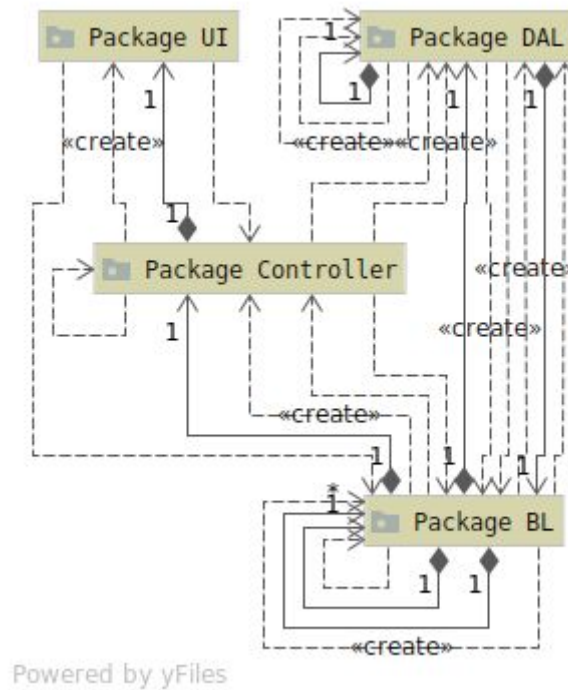 Package UI
Package DAL
1
1
1
1
1
«create»
«create»
«create»
1
Package Controller
«create»
1
«create»
«create»
1
1
1
*
1
Package BL
1
1
«create»
Powered by yFiles